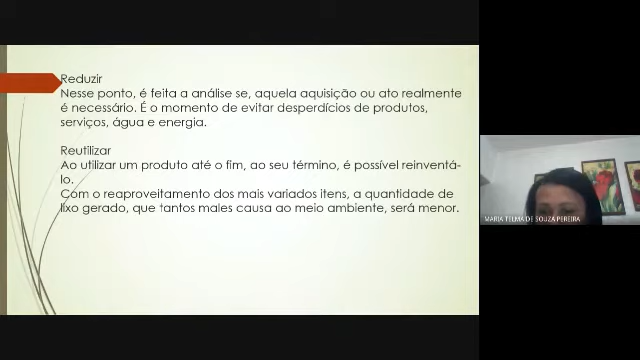 Reduzir
Nesse ponto, é feita a análise se, aquela aquisição ou ato realmente
é necessário. É o momento de evitar desperdícios de produtos,
serviços, água e energia.
Reutilizar
Ao utilizar um produto até o fim, ao seu término, é possível reinventá-
lo.
Com o reaproveitamento dos mais variados itens, a quantidade de
lixo gerado, que tantos males causa ao meio ambiente, será menor.
MARIA TELMA DE SOUZA PEREIRA